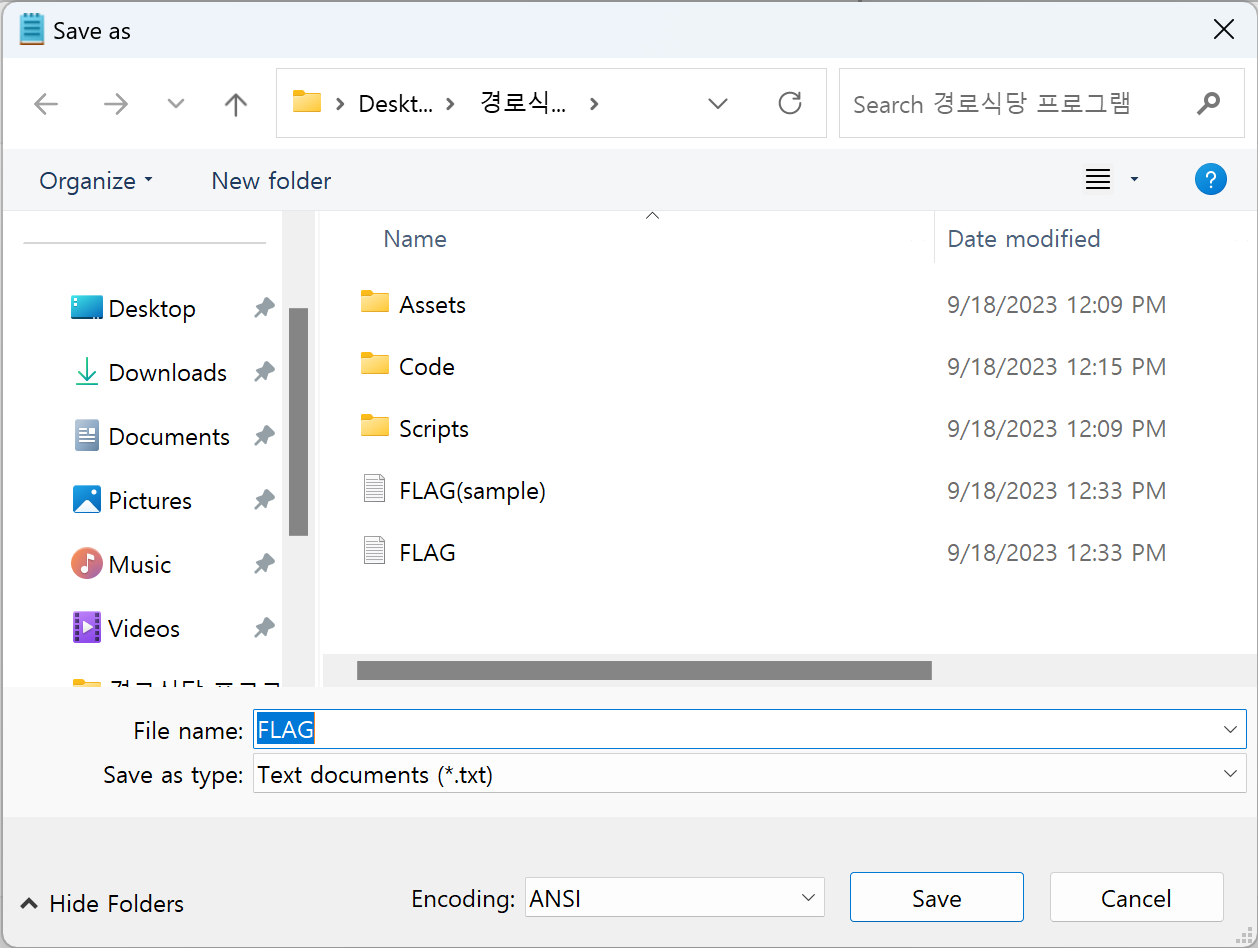 Save as
Deskt... 경로식... Search 경로식당 프로그램
Organize New folder
Name Date modified
Desktop
Downloads
Documents
Pictures
Music
Videos
Assets 9/18/2023 12:09 PM
Code 9/18/2023 12:15 PM
Scripts 9/18/2023 12:09 PM
FLAG(sample) 9/18/2023 12:33 PM
FLAG 9/18/2023 12:33 PM
File name: FLAG
Save as type: Text documents (*.txt)
Hide Folders Encoding: ANSI Save Cancel